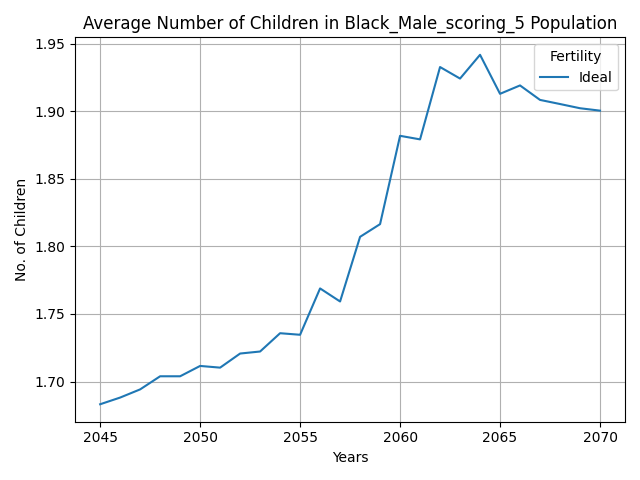 Average Number of Children in Black_Male_scoring_5 Population
Fertility
Ideal
1.95
1.90
1.85
1.80
1.75
1.70
No. of Children
2045
2050
2055
2060
2065
2070
Years